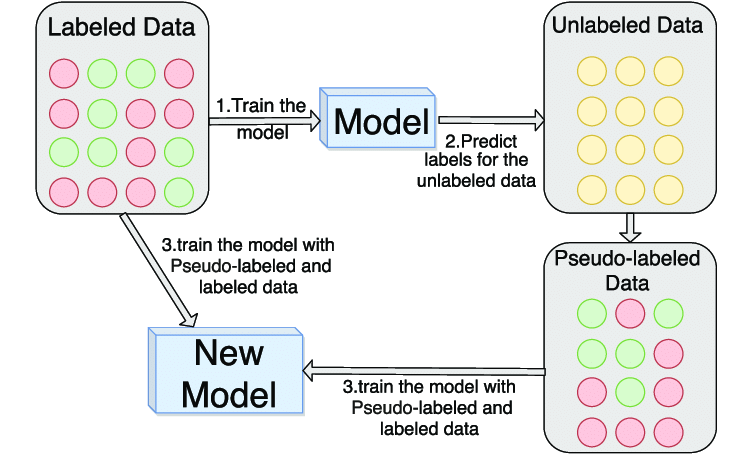 Labeled Data
Unlabeled Data
1.Train the
model
Model
2.Predict
labels for the
unlabeled data
3.train the model with
Pseudo-labeled and
labeled data
Pseudo-labeled
Data
New
Model
3.train the model with
Pseudo-labeled and
labeled data